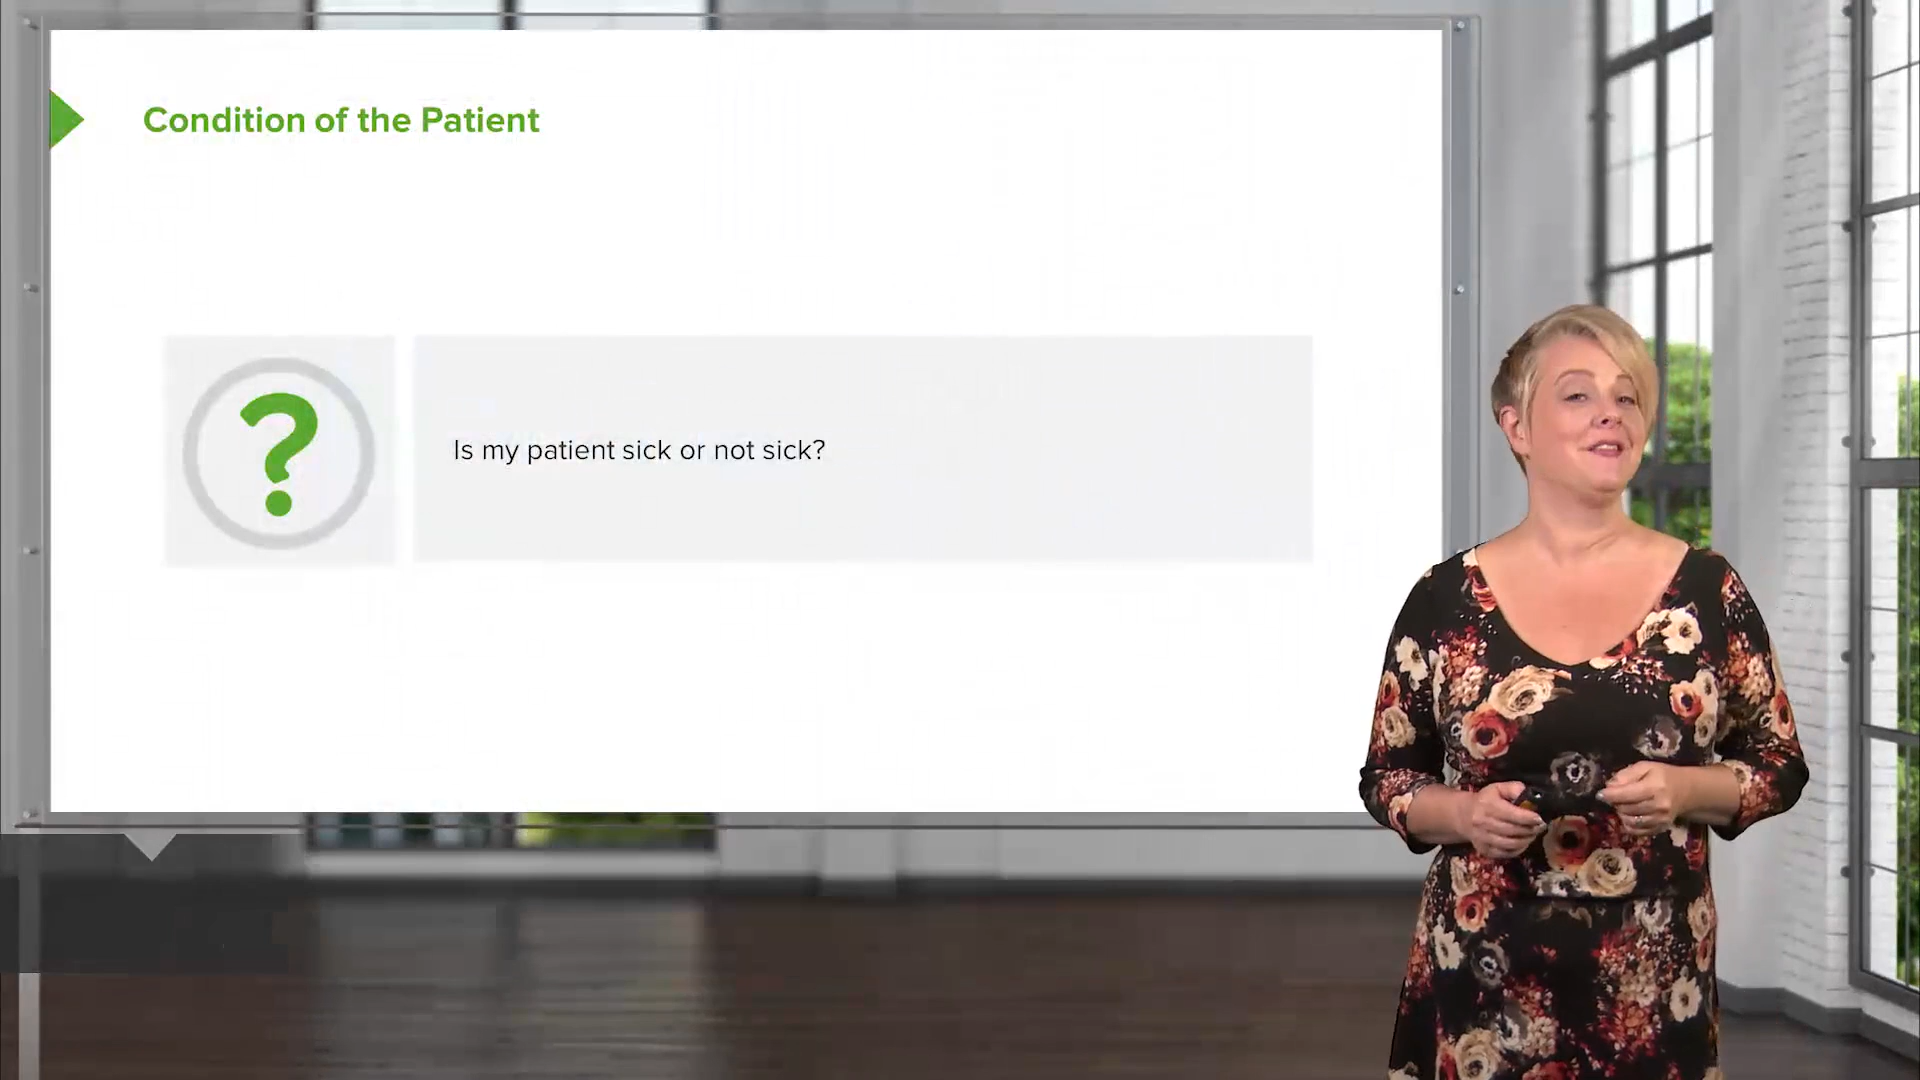 Condition of the Patient
?
Is my patient sick or not sick?